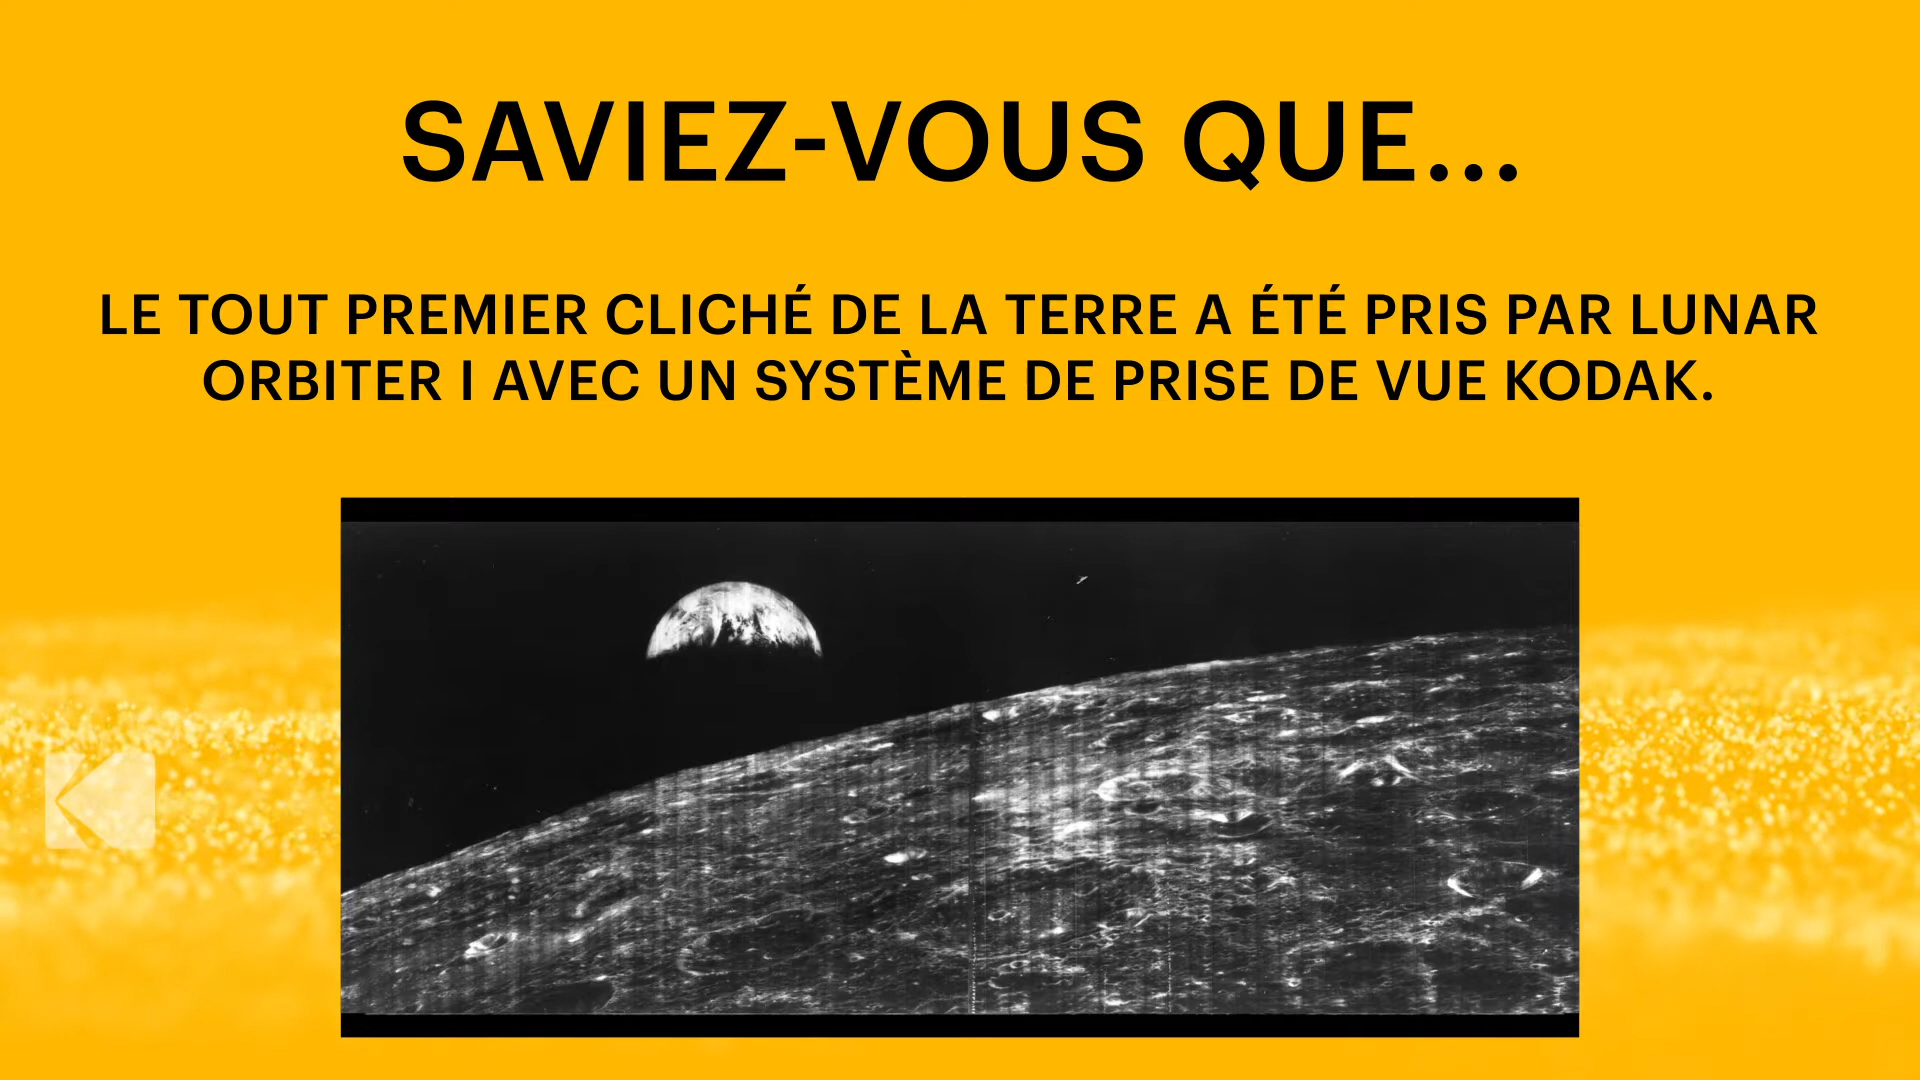 SAVIEZ-VOUS QUE...
LE TOUT PREMIER CLICHÉ DE LA TERRE A ÉTÉ PRIS PAR LUNAR
ORBITER I AVEC UN SYSTÈME DE PRISE DE VUE KODAK.